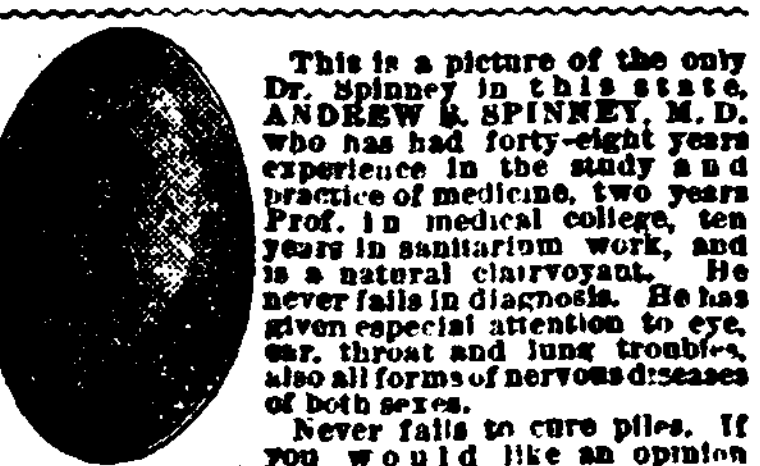 This is a picture of the only
Dr. Spinney in this state,
ANDREW B. SPINNEY, M. D.
who has had forty-eight years
experience in the study and
practice of medicine, two years
Prof. in medical college, ten
years in sanitarium work, and
is a natural clairvoyant. He
never fails in diagnosis. He has
given especial attention to eye,
ear, throat and lung troubles,
also all forms of nervous diseases
of both sexes.
Never fails to cure piles. If
you would like an opinion